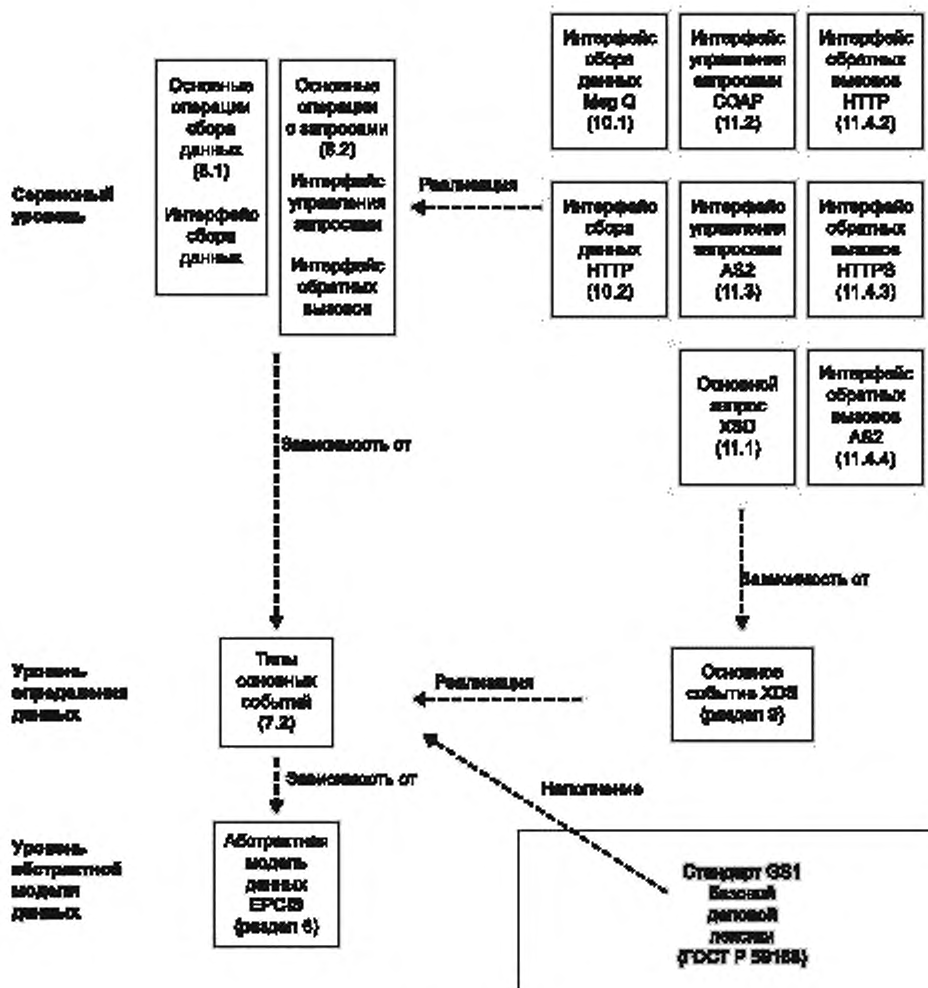 Основные
операции
сбора
данных
(8.1)
Интерфейс
сбора
данных
Основные
операции
с запросами
(8.2)
Интерфейс
управления
запросами
Интерфейс
обратных
вызовов
Интерфейс
сбора
данных
Msg Q
(10.1)
Интерфейс
управления
запросами
COAP
(11.2)
Интерфейс
обратных
вызовов
HTTP
(11.4.2)
Сервисный
уровень
Реализация
Интерфейс
сбора
данных
HTTP
(10.2)
Интерфейс
управления
запросами
AS2
(11.3)
Интерфейс
обратных
вызовов
HTTPS
(11.4.3)
Основной
запрос
XSD
(11.1)
Интерфейс
обратных
вызовов
AS2
(11.4.4)
Зависимость от
Зависимость от
Уровень
определения
данных
Типы
основных
событий
(7.2)
Реализация
Основное
событие XDS
(раздел 9)
Зависимость от
Наполнение
Уровень
абстрактной
модели
данных
Абстрактная
модель
данных
EPCIS
(раздел 6)
Стандарт GS1
Базовой
деловой
лексики
(ГОСТ Р